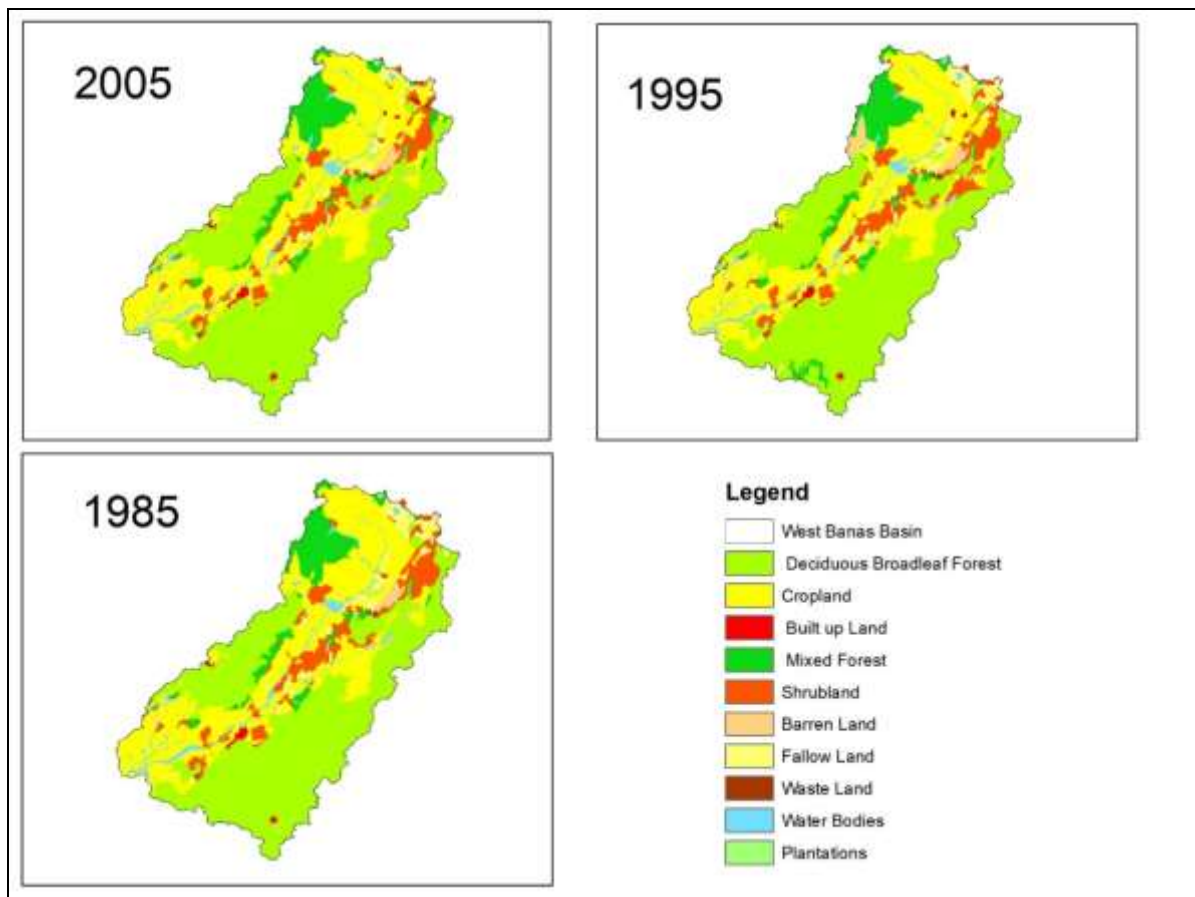 2005
1995
1985
Legend
West Banas Basin
Deciduous Broadleaf Forest
Cropland
Built up Land
Mixed Forest
Shrubland
Barren Land
Fallow Land
Waste Land
Water Bodies
Plantations